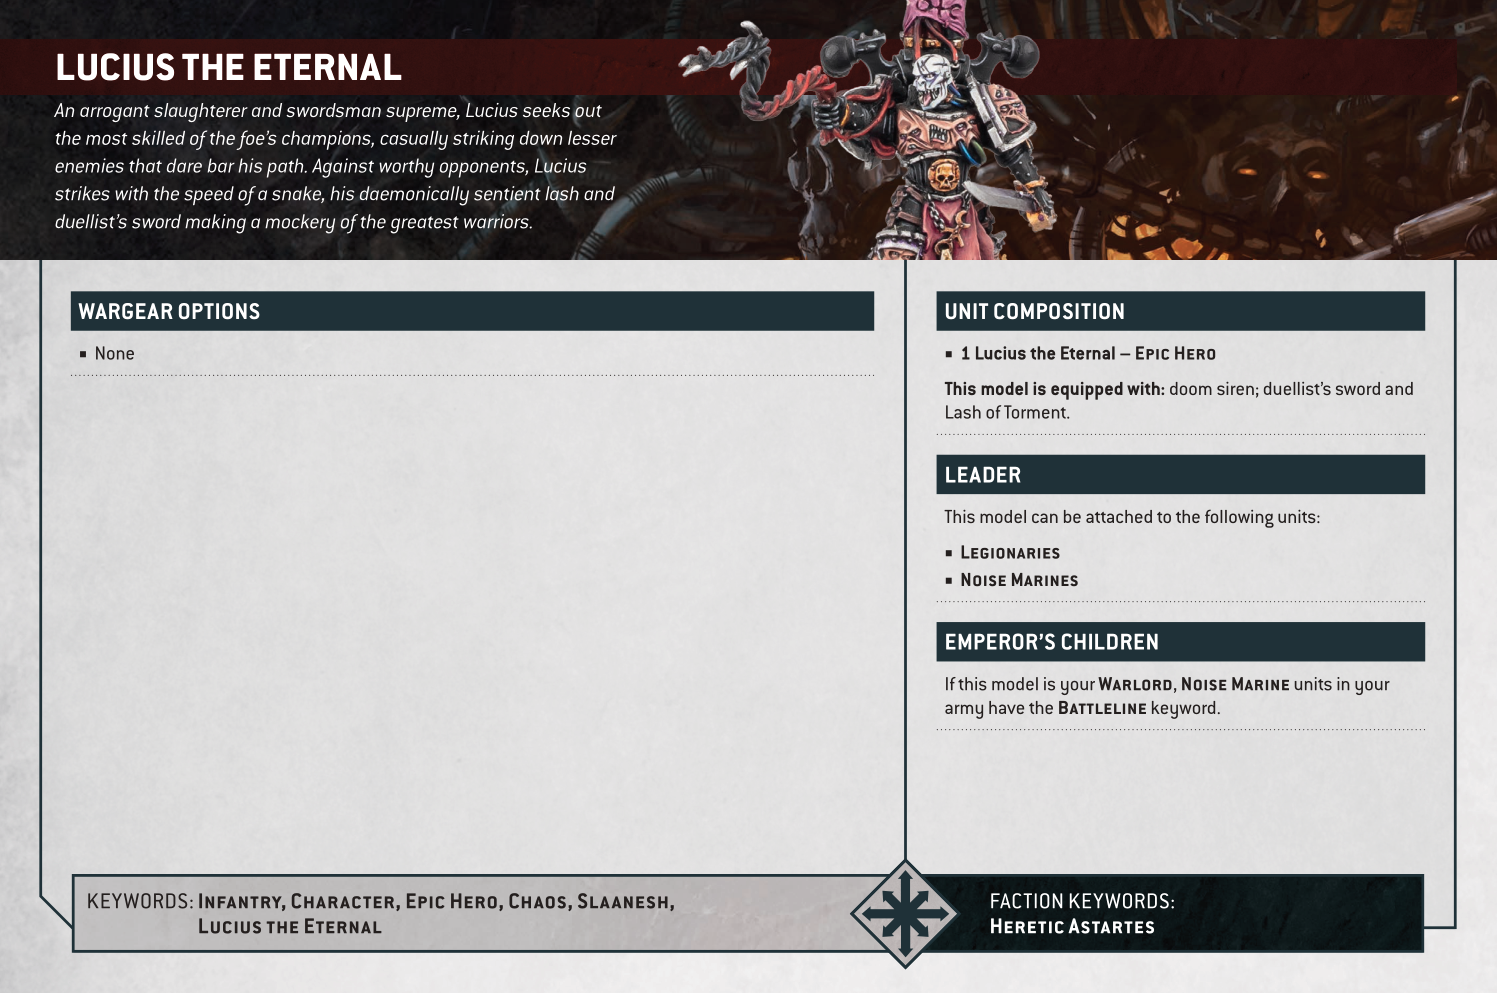 LUCIUS THE ETERNAL
An arrogant slaughterer and swordsman supreme, Lucius seeks out
the most skilled of the foe's champions, casually striking down lesser
enemies that dare bar his path. Against worthy opponents, Lucius
strikes with the speed of a snake, his daemonically sentient lash and
duellist's sword making a mockery of the greatest warriors.
WARGEAR OPTIONS
▪ None
UNIT COMPOSITION
▪ 1 Lucius the Eternal – Epic Hero
This model is equipped with: doom siren; duellist's sword and
Lash of Torment.
LEADER
This model can be attached to the following units:
▪ Legionaries
▪ Noise Marines
EMPEROR'S CHILDREN
If this model is your Warlord, Noise Marine units in your
army have the Battleline keyword.
KEYWORDS: Infantry, Character, Epic Hero, Chaos, Slaanesh,
Lucius the Eternal
FACTION KEYWORDS:
Heretic Astartes